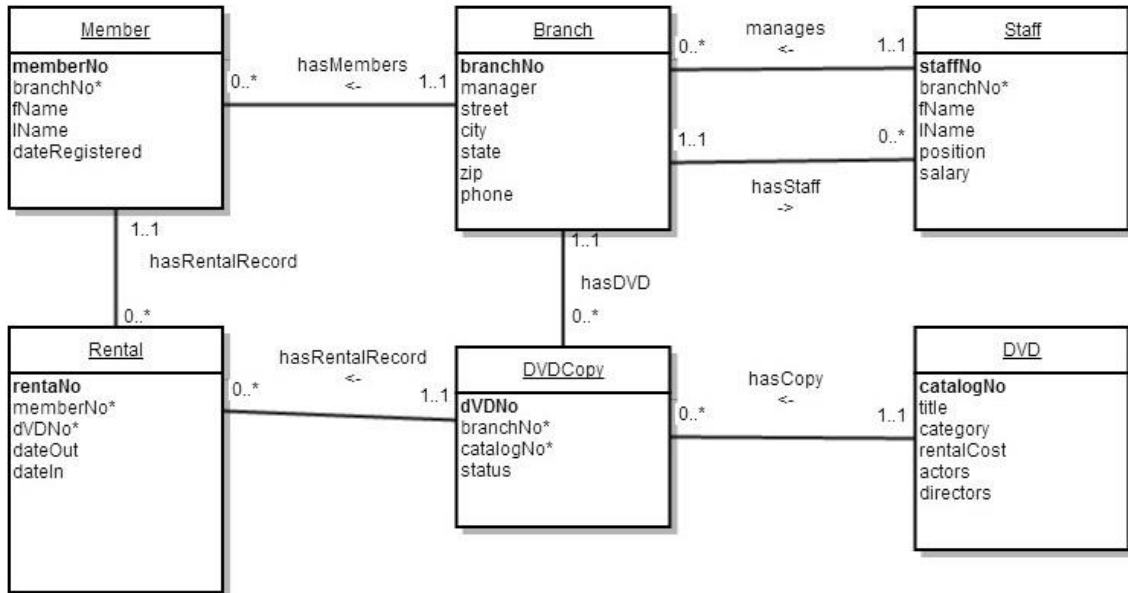 Member
memberNo
branchNo*
fName
lName
dateRegistered
0..*
hasMembers
<-
1..1
Branch
branchNo
manager
street
city
state
zip
phone
0..*
manages
<-
1..1
1..1
0..*
hasStaff
->
Staff
staffNo
branchNo*
fName
lName
position
salary
1..1
hasRentalRecord
0..*
1..1
hasDVD
0..*
Rental
rentaNo
memberNo*
dVDNo*
dateOut
dateIn
0..*
hasRentalRecord
<-
1..1
DVDCopy
dVDNo
branchNo*
catalogNo*
status
0..*
hasCopy
<-
1..1
DVD
catalogNo
title
category
rentalCost
actors
directors